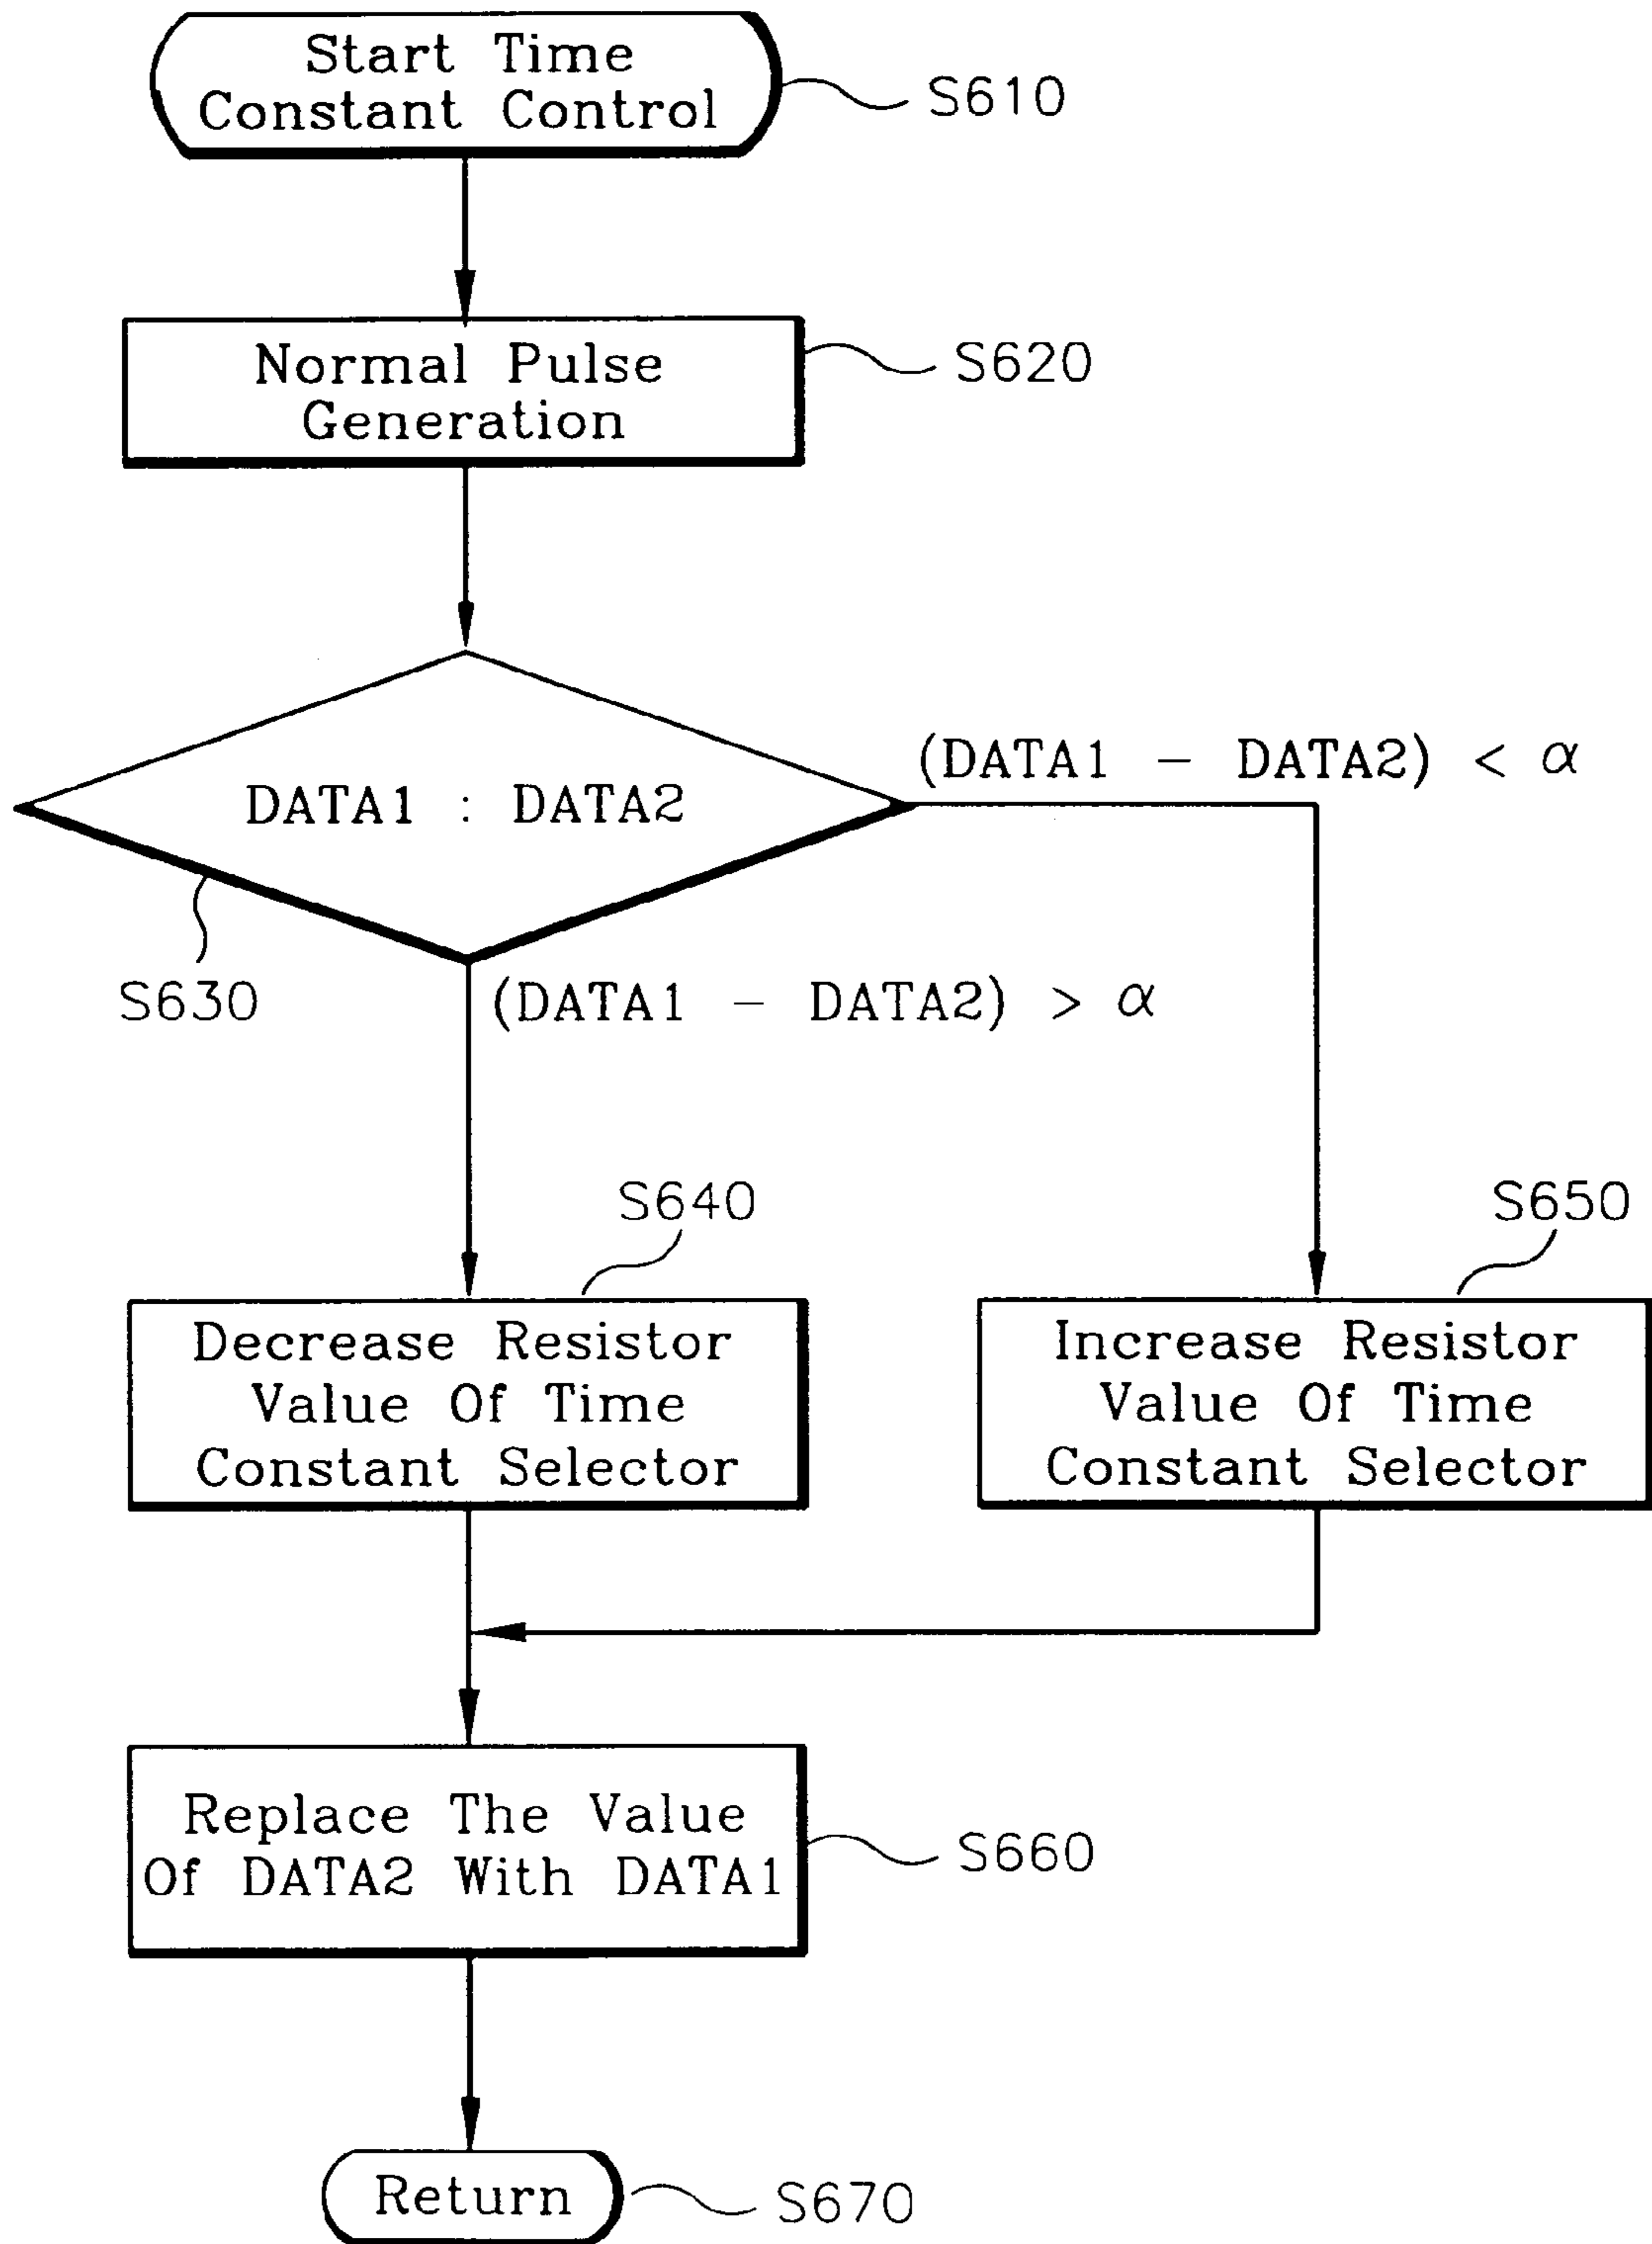 Start Time
Constant Control
S610
Normal Pulse
Generation
S620
(DATA1 - DATA2) < α
DATA1 : DATA2
S630
(DATA1 - DATA2) > α
S640
S650
Decrease Resistor
Value Of Time
Constant Selector
Increase Resistor
Value Of Time
Constant Selector
Replace The Value
Of DATA2 With DATA1
S660
Return
S670